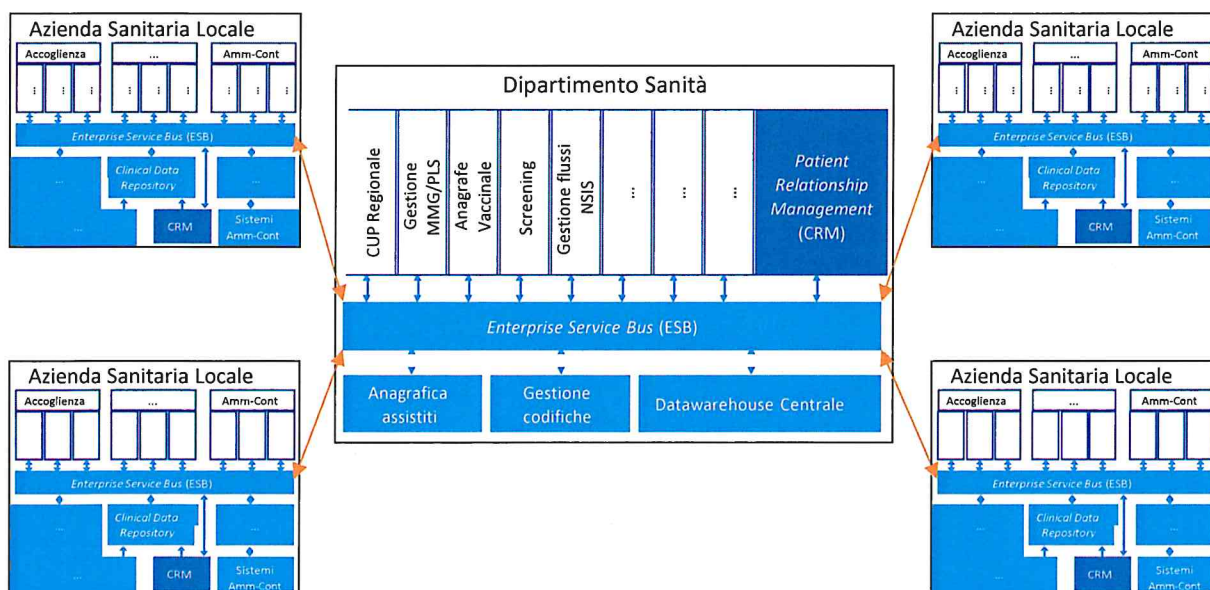 Azienda Sanitaria Locale
Accoglienza
...
Amm-Cont
...
...
...
...
...
...
...
...
...
Enterprise Service Bus (ESB)
...
Clinical Data
Repository
...
...
CRM
Sistemi
Amm-Cont
Dipartimento Sanità
CUP Regionale
Gestione
MMG/PLS
Anagrafe
Vaccinale
Screening
Gestione flussi
NSIS
...
...
...
Patient
Relationship
Management
(CRM)
Enterprise Service Bus (ESB)
Anagrafica
assistiti
Gestione
codifiche
Datawarehouse Centrale
Azienda Sanitaria Locale
Accoglienza
...
Amm-Cont
...
...
...
...
...
...
...
...
...
Enterprise Service Bus (ESB)
...
Clinical Data
Repository
...
...
CRM
Sistemi
Amm-Cont
Azienda Sanitaria Locale
Accoglienza
...
Amm-Cont
Enterprise Service Bus (ESB)
...
Clinical Data
Repository
...
...
CRM
Sistemi
Amm-Cont
Azienda Sanitaria Locale
Accoglienza
...
Amm-Cont
Enterprise Service Bus (ESB)
...
Clinical Data
Repository
...
...
CRM
Sistemi
Amm-Cont